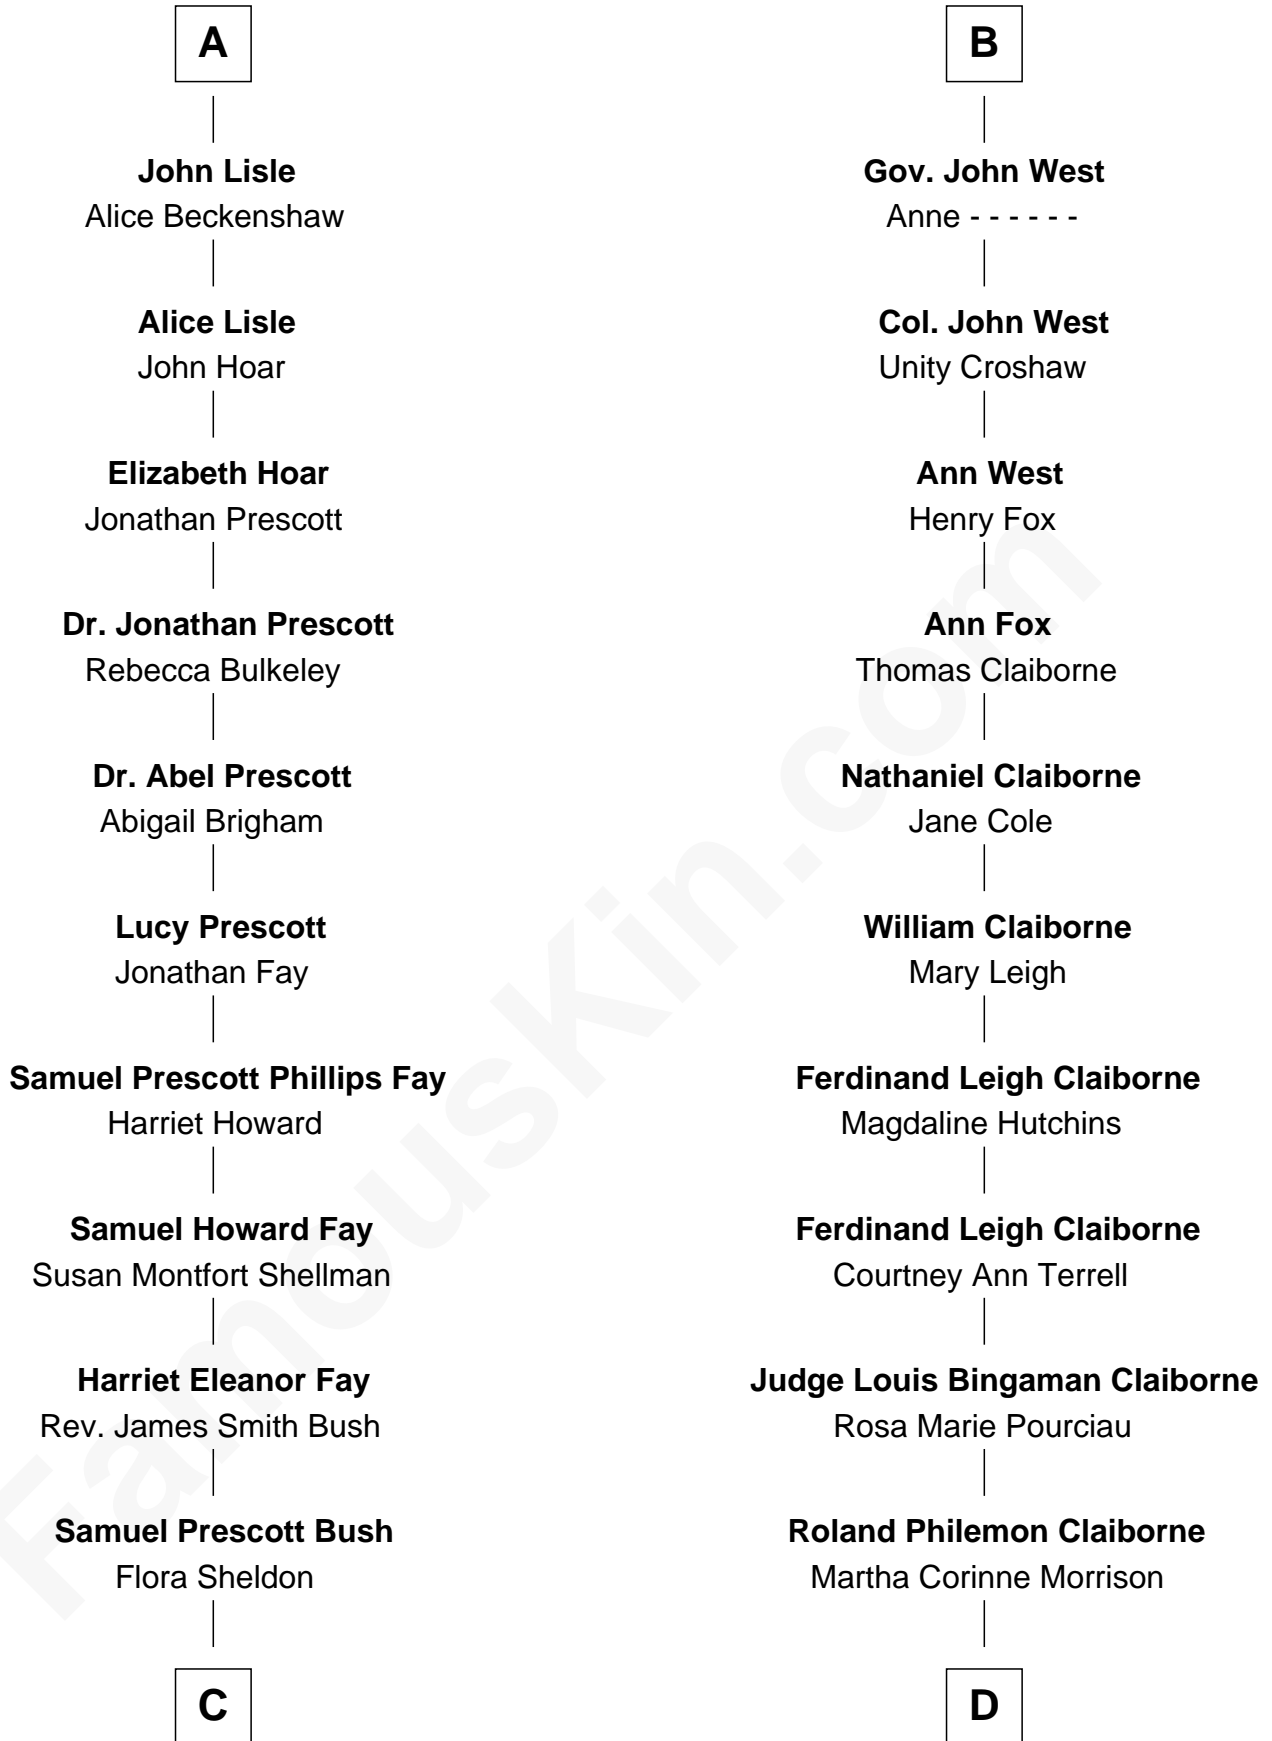 A
John Lisle
Alice Beckenshaw
Alice Lisle
John Hoar
Elizabeth Hoar
Jonathan Prescott
Dr. Jonathan Prescott
Rebecca Bulkeley
Dr. Abel Prescott
Abigail Brigham
Lucy Prescott
Jonathan Fay
Samuel Prescott Phillips Fay
Harriet Howard
Samuel Howard Fay
Susan Montfort Shellman
Harriet Eleanor Fay
Rev. James Smith Bush
Samuel Prescott Bush
Flora Sheldon
C
B
Gov. John West
Anne - - - - - -
Col. John West
Unity Croshaw
Ann West
Henry Fox
Ann Fox
Thomas Claiborne
Nathaniel Claiborne
Jane Cole
William Claiborne
Mary Leigh
Ferdinand Leigh Claiborne
Magdaline Hutchins
Ferdinand Leigh Claiborne
Courtney Ann Terrell
Judge Louis Bingaman Claiborne
Rosa Marie Pourciau
Roland Philemon Claiborne
Martha Corinne Morrison
D
FamousKin.com